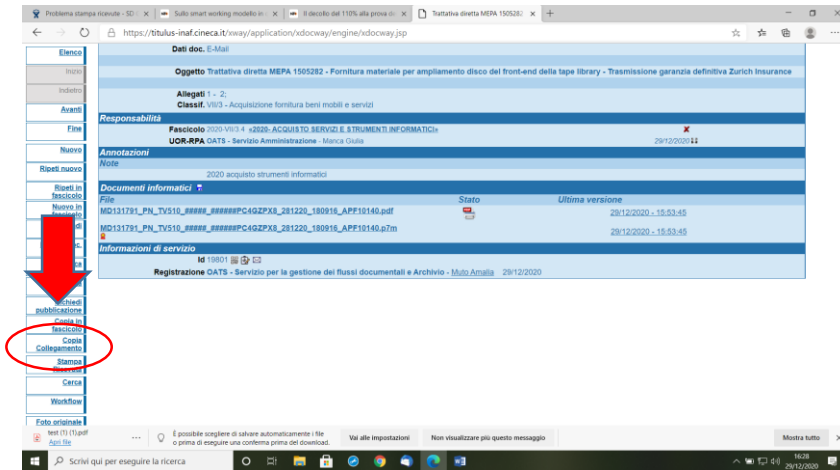 Problema stampa ricevute - SD
Sullo smart working modello in
Il decollo del 110% alla prova de
Trattativa diretta MEPA 1505282
https://titulus-inaf.cineca.it/xway/application/xdocway/engine/xdocway.jsp
Elenco
Inizio
Indietro
Avanti
Fine
Nuovo
Ripeti nuovo
Ripeti in
fascicolo
Nuovo in
fascicolo
Richiedi
pubblicazione
Copia in
fascicolo
Copia
Collegamento
Stampa
Ricevuta
Cerca
Workflow
Foto originale
Dati doc. E-Mail
Oggetto Trattativa diretta MEPA 1505282 - Fornitura materiale per ampliamento disco del front-end della tape library - Trasmissione garanzia definitiva Zurich Insurance
Allegati 1 - 2;
Classif. VII/3 - Acquisizione fornitura beni mobili e servizi
Responsabilità
Fascicolo 2020-VII/3.4 «2020- ACQUISTO SERVIZI E STRUMENTI INFORMATICI»
UOR-RPA OATS - Servizio Amministrazione - Manca Giulia 29/12/2020
Annotazioni
Note
2020 acquisto strumenti informatici
Documenti informatici
File Stato Ultima versione
MD131791_PN_TV510_#####_######PC4GZPX8_281220_180916_APF10140.pdf 29/12/2020 - 15:53:45
MD131791_PN_TV510_#####_######PC4GZPX8_281220_180916_APF10140.p7m 29/12/2020 - 15:53:45
Informazioni di servizio
Id 19801
Registrazione OATS - Servizio per la gestione dei flussi documentali e Archivio - Muto Amalia 29/12/2020
test (1) (1).pdf
Apri file
È possibile scegliere di salvare automaticamente i file
o prima di eseguire una conferma prima del download.
Vai alle impostazioni
Non visualizzare più questo messaggio
Mostra tutto
Scrivi qui per eseguire la ricerca
16:28
29/12/2020